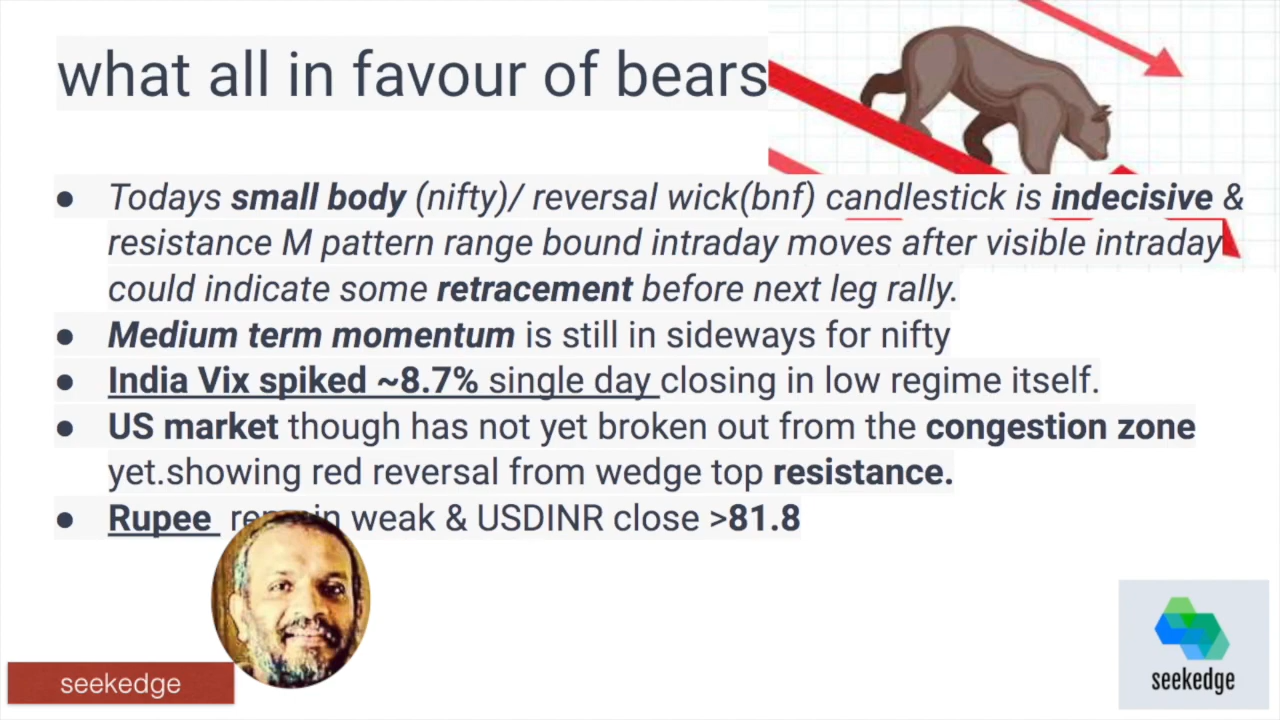 what all in favour of bears
● Todays small body (nifty)/ reversal wick(bnf) candlestick is indecisive &
resistance M pattern range bound intraday moves after visible intraday
could indicate some retracement before next leg rally.
● Medium term momentum is still in sideways for nifty
● India Vix spiked ~8.7% single day closing in low regime itself.
● US market though has not yet broken out from the congestion zone
yet.showing red reversal from wedge top resistance.
● Rupee weak & USDINR close >81.8
seekedge
seekedge